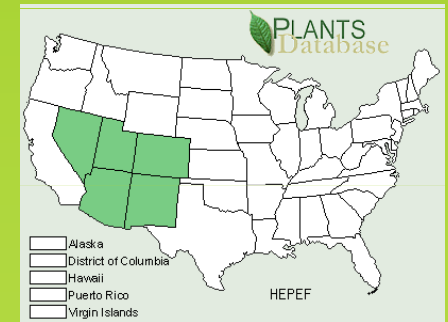 PLANTS
Database
Alaska
District of Columbia
Hawaii
Puerto Rico
Virgin Islands
HEPEF